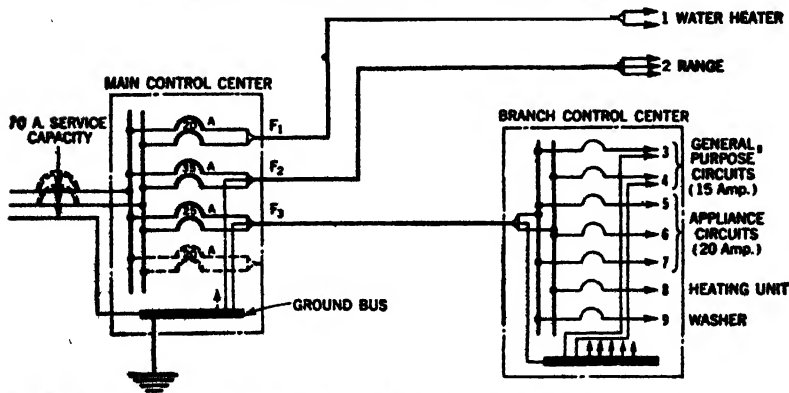 1 WATER HEATER
2 RANGE
MAIN CONTROL CENTER
70 A. SERVICE
CAPACITY
A
F1
A
F2
A
F3
A
GROUND BUS
BRANCH CONTROL CENTER
3
4
GENERAL
PURPOSE
CIRCUITS
(15 Amp.)
5
6
7
APPLIANCE
CIRCUITS
(20 Amp.)
8 HEATING UNIT
9 WASHER